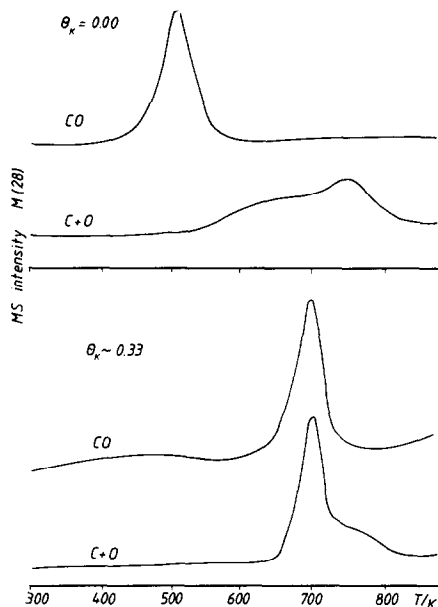 θK = 0.00
CO
C+O
MS intensity M(28)
θK ~ 0.33
CO
C+O
300 400 500 600 700 800 T/K